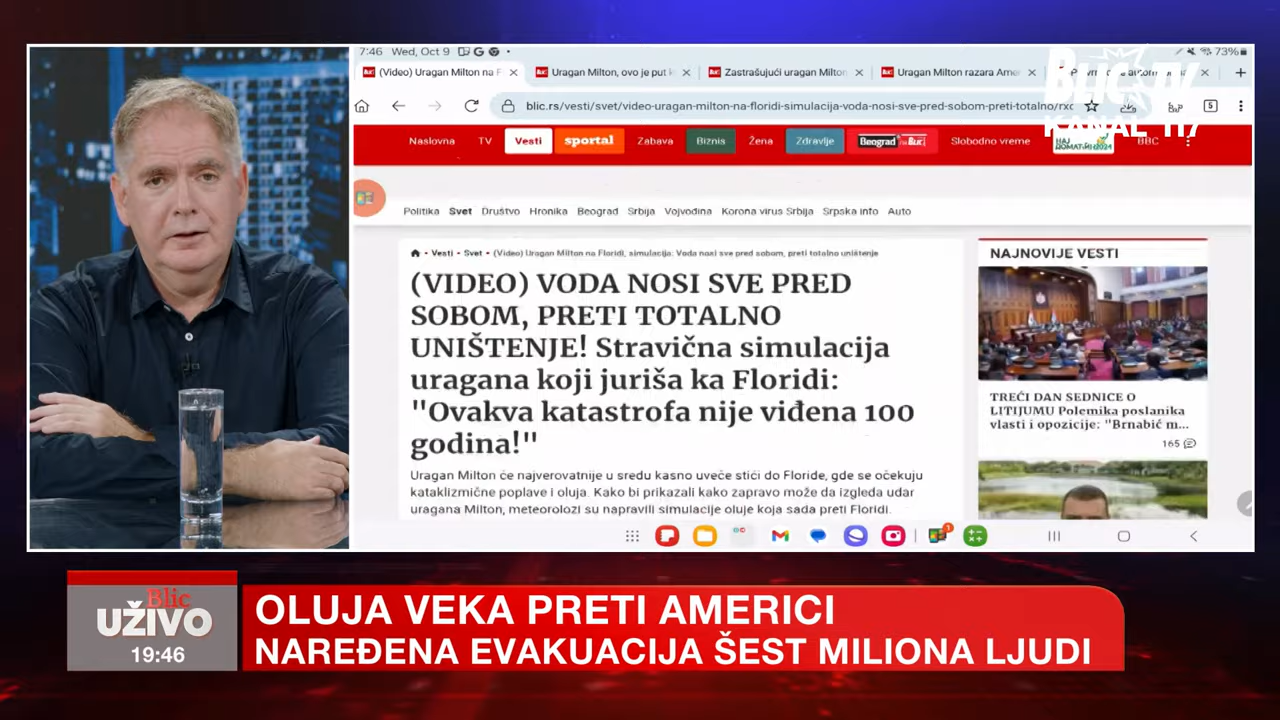 7:46 Wed, Oct 9
73%
(Video) Uragan Milton na F
Uragan Milton, ovo je put k
Zastrašujući uragan Milton
Uragan Milton razara Ame
BLIC TV
KANAL 117
blic.rs/vesti/svet/video-uragan-milton-na-floridi-simulacija-voda-nosi-sve-pred-sobom-preti-totalno/rxc
5
Naslovna TV Vesti sportal Zabava Biznis Žena Zdravlje Beograd na Blic Slobodno vreme BBC
Politika Svet Društvo Hronika Beograd Srbija Vojvođina Korona virus Srbija Srpska info Auto
Vesti • Svet • (Video) Uragan Milton na Floridi, simulacija: Voda nosi sve pred sobom, preti totalno uništenje
(VIDEO) VODA NOSI SVE PRED
SOBOM, PRETI TOTALNO
UNIŠTENJE! Stravična simulacija
uragana koji juriša ka Floridi:
"Ovakva katastrofa nije viđena 100
godina!"
Uragan Milton će najverovatnije u sredu kasno uveče stići do Floride, gde se očekuju
kataklizmične poplave i oluja. Kako bi prikazali kako zapravo može da izgleda udar
uragana Milton, meteorolozi su napravili simulacije oluje koja sada preti Floridi.
NAJNOVIJE VESTI
TREĆI DAN SEDNICE O
LITIJUMU Polemika poslanika
vlasti i opozicije: "Brnabić m...
165
1
Blic
UŽIVO
19:46
OLUJA VEKA PRETI AMERICI
NAREĐENA EVAKUACIJA ŠEST MILIONA LJUDI